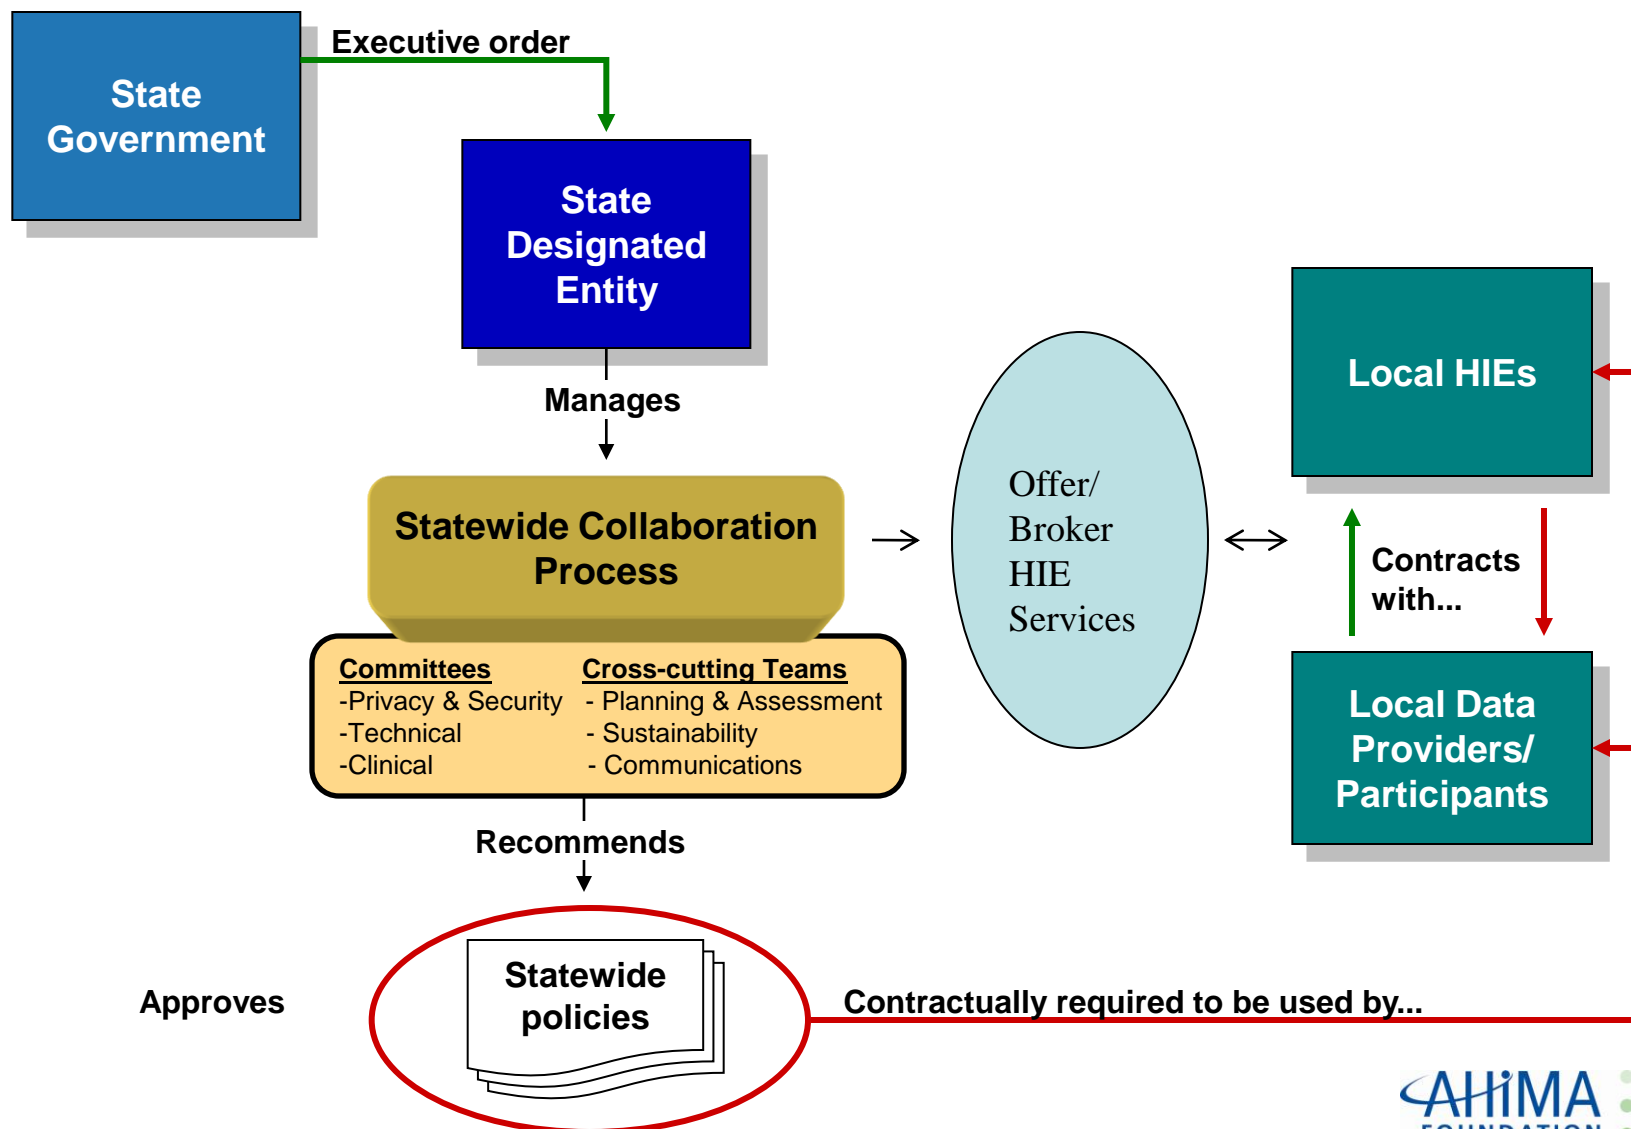 Executive order
State
Government
State
Designated
Entity
Manages
Statewide Collaboration
Process
Committees
-Privacy & Security
-Technical
-Clinical
Cross-cutting Teams
- Planning & Assessment
- Sustainability
- Communications
Recommends
Approves
Statewide
policies
Contractually required to be used by...
Offer/
Broker
HIE
Services
Local HIEs
Contracts
with...
Local Data
Providers/
Participants
AHiMA
FOUNDATION